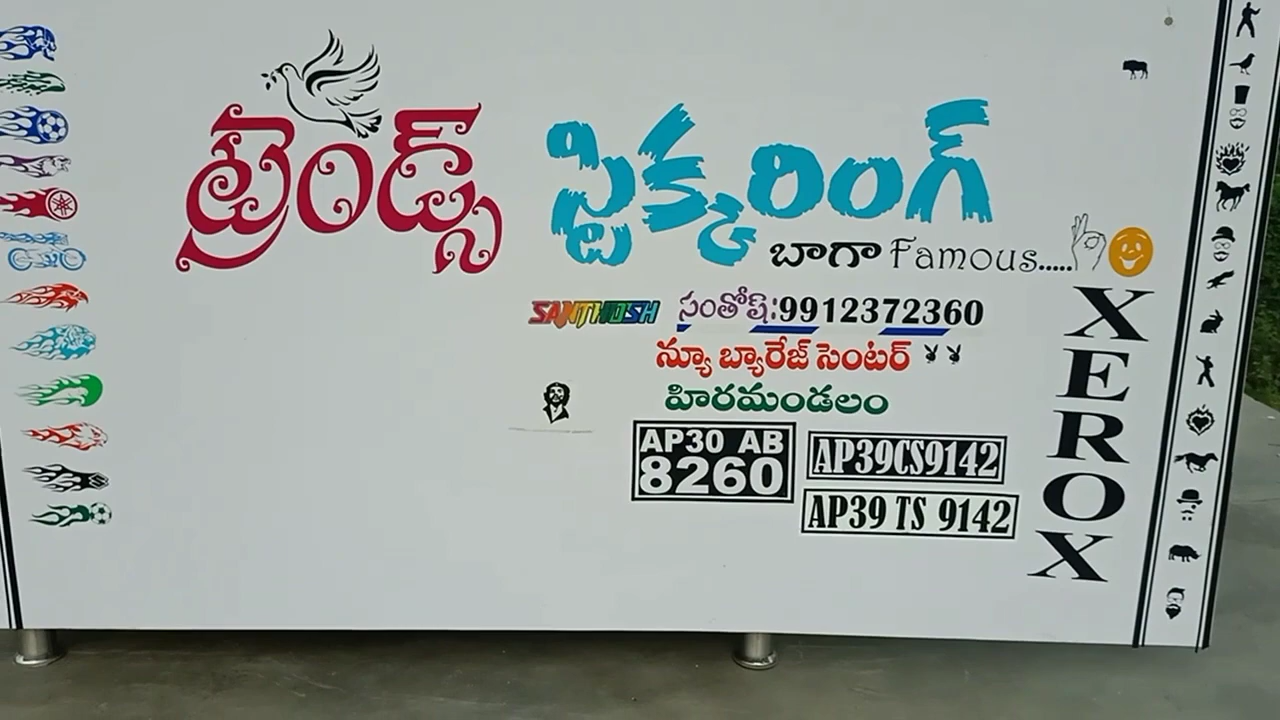 ట్రెండ్స్ స్టిక్కరింగ్
బాగా Famous.....
SANTHOSH సంతోష్:9912372360
న్యూ బ్యారేజ్ సెంటర్
హిరమండలం
AP30 AB
8260
AP39CS9142
AP39 TS 9142
XEROX